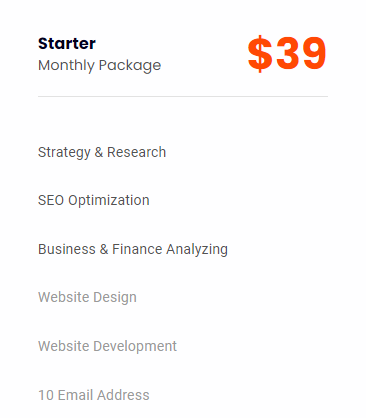 Starter
$39
Monthly Package
Strategy & Research
SEO Optimization
Business & Finance Analyzing
Website Design
Website Development
10 Email Address